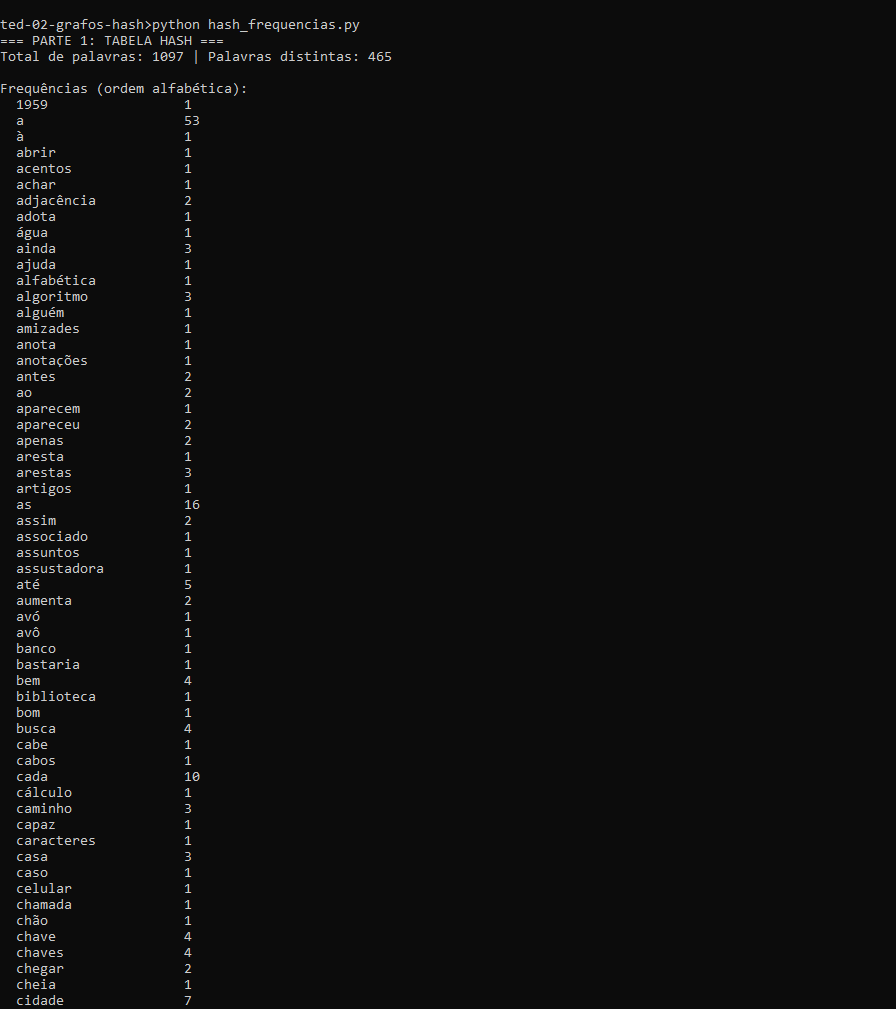 ted-02-grafos-hash>python hash_frequencias.py
=== PARTE 1: TABELA HASH ===
Total de palavras: 1097 | Palavras distintas: 465
Frequências (ordem alfabética):
1959 1
a 53
à 1
abrir 1
acentos 1
achar 1
adjacência 2
adota 1
água 1
ainda 3
ajuda 1
alfabética 1
algoritmo 3
alguém 1
amizades 1
anota 1
anotações 1
antes 2
ao 2
aparecem 1
apareceu 2
apenas 2
aresta 1
arestas 3
artigos 1
as 16
assim 2
associado 1
assuntos 1
assustadora 1
até 5
aumenta 2
avó 1
avô 1
banco 1
bastaria 1
bem 4
biblioteca 1
bom 1
busca 4
cabe 1
cabos 1
cada 10
cálculo 1
caminho 3
capaz 1
caracteres 1
casa 3
caso 1
celular 1
chamada 1
chão 1
chave 4
chaves 4
chegar 2
cheia 1
cidade 7